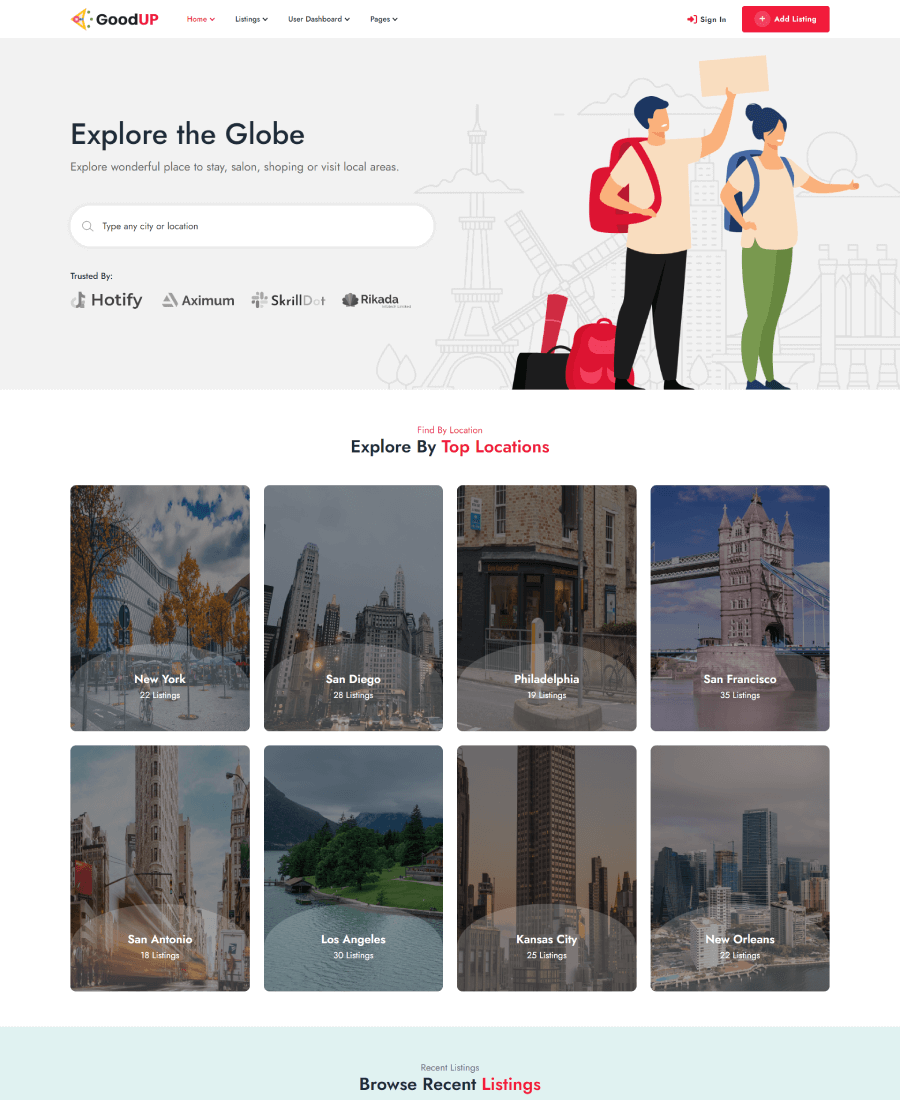 GoodUP
Home
Listings
User Dashboard
Pages
Sign In
Add Listing
Explore the Globe
Explore wonderful place to stay, salon, shoping or visit local areas.
Type any city or location
Trusted By:
Hotify
Aximum
SkrillDot
Rikada
Find By Location
Explore By Top Locations
New York
22 Listings
San Diego
28 Listings
Philadelphia
19 Listings
San Francisco
35 Listings
San Antonio
18 Listings
Los Angeles
30 Listings
Kansas City
25 Listings
New Orleans
22 Listings
Recent Listings
Browse Recent Listings